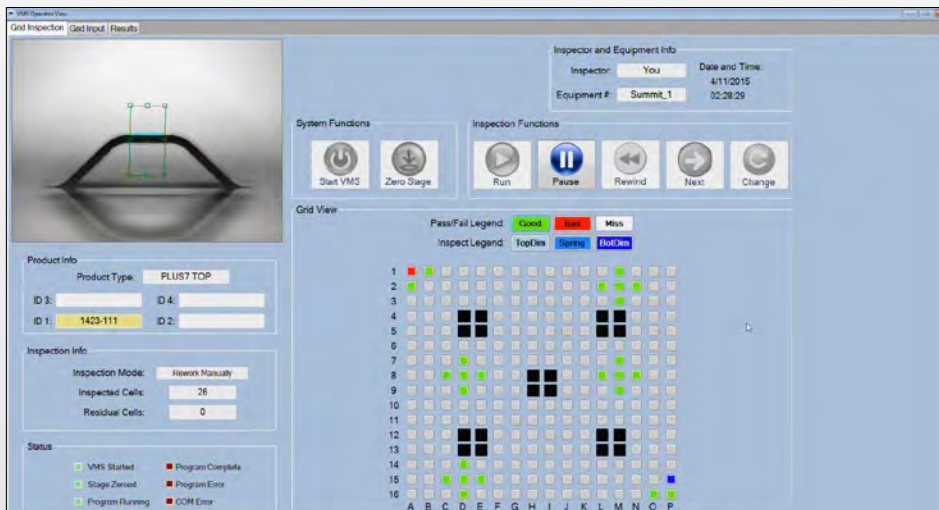 VMS Operator View
Grid Inspection Grid Input Results
Inspector and Equipment Info
Inspector: You
Date and Time:
4/11/2015
Equipment #: Summit_1
02:28:29
System Functions
Start VMS Zero Stage
Inspection Functions
Run Pause Rewind Next Change
Grid View
Pass/Fail Legend: Good Bad Miss
Inspect Legend: TopDim Spring BotDim
Product Info
Product Type: PLUS7 TOP
ID 3: ID 4:
ID 1: 1423-111 ID 2:
Inspection Info
Inspection Mode: Rework Manually
Inspected Cells: 26
Residual Cells: 0
Status
VMS Started Program Complete
Stage Zeroed Program Error
Program Running COM Error
1
2
3
4
5
6
7
8
9
10
11
12
13
14
15
16
A B C D E F G H I J K L M N O P